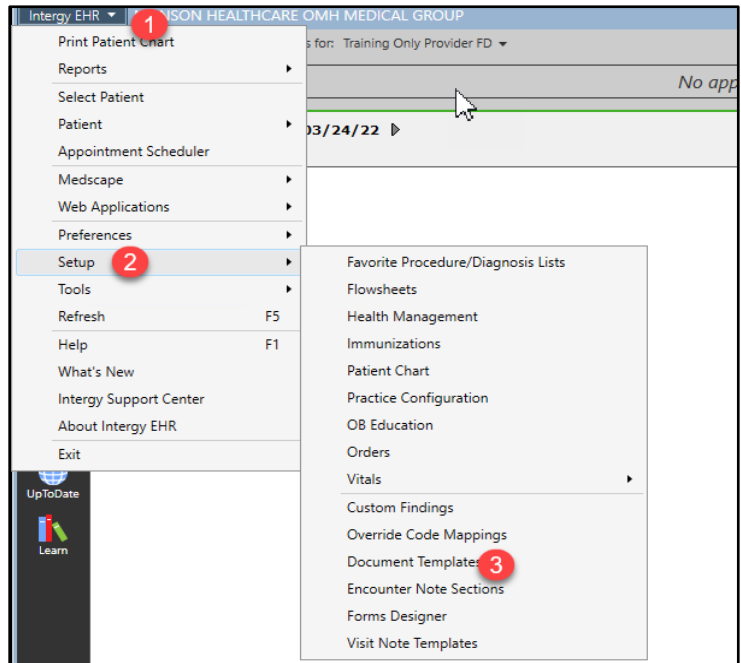 Intergy EHR
1
NSON HEALTHCARE OMH MEDICAL GROUP
Print Patient Chart
s for: Training Only Provider FD
Reports
No app
Select Patient
Patient
03/24/22
Appointment Scheduler
Medscape
Web Applications
Preferences
Setup 2
Favorite Procedure/Diagnosis Lists
Tools
Flowsheets
Refresh F5
Health Management
Help F1
Immunizations
What's New
Patient Chart
Intergy Support Center
Practice Configuration
About Intergy EHR
OB Education
Exit
Orders
Vitals
UpToDate
Custom Findings
Override Code Mappings
Learn
Document Templates 3
Encounter Note Sections
Forms Designer
Visit Note Templates